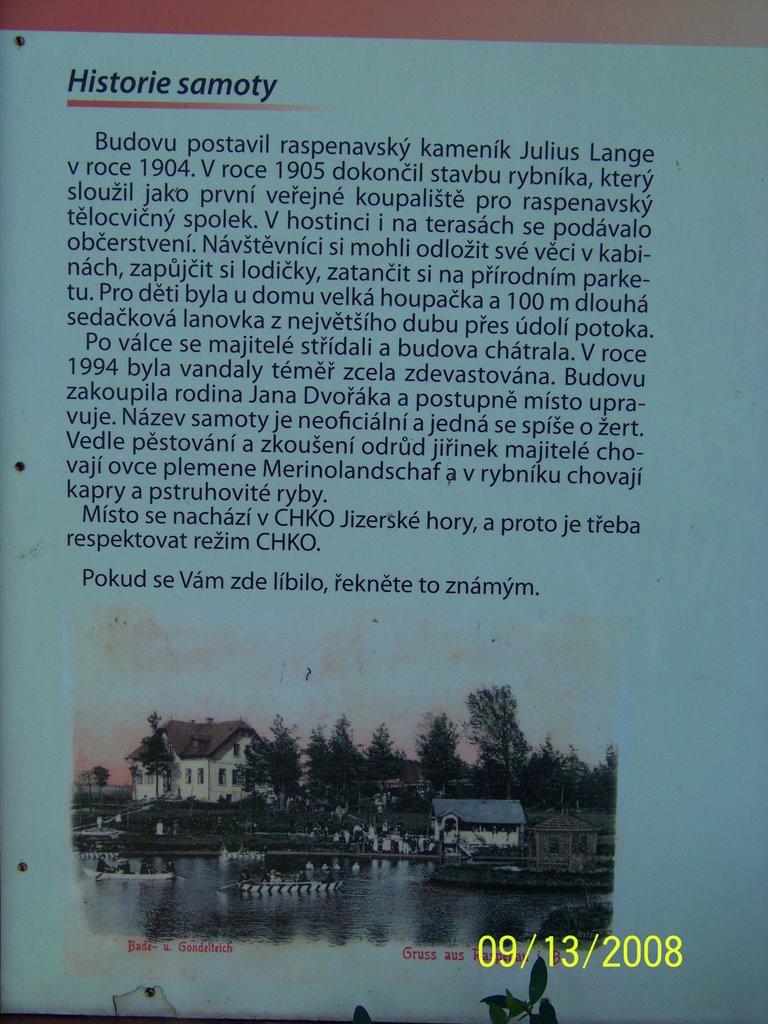 Historie samoty
Budovu postavil raspenavský kameník Julius Lange
v roce 1904. V roce 1905 dokončil stavbu rybníka, který
sloužil jako první veřejné koupaliště pro raspenavský
tělocvičný spolek. V hostinci i na terasách se podávalo
občerstvení. Návštěvníci si mohli odložit své věci v kabi-
nách, zapůjčit si lodičky, zatančit si na přírodním parke-
tu. Pro děti byla u domu velká houpačka a 100 m dlouhá
sedačková lanovka z největšího dubu přes údolí potoka.
Po válce se majitelé střídali a budova chátrala. V roce
1994 byla vandaly téměř zcela zdevastována. Budovu
zakoupila rodina Jana Dvořáka a postupně místo upra-
vuje. Název samoty je neoficiální a jedná se spíše o žert.
Vedle pěstování a zkoušení odrůd jiřinek majitelé cho-
vají ovce plemene Merinolandschaf a v rybníku chovají
kapry a pstruhovité ryby.
Místo se nachází v CHKO Jizerské hory, a proto je třeba
respektovat režim CHKO.
Pokud se Vám zde líbilo, řekněte to známým.
Bade- u. Gondelteich
Gruss aus
09/13/2008